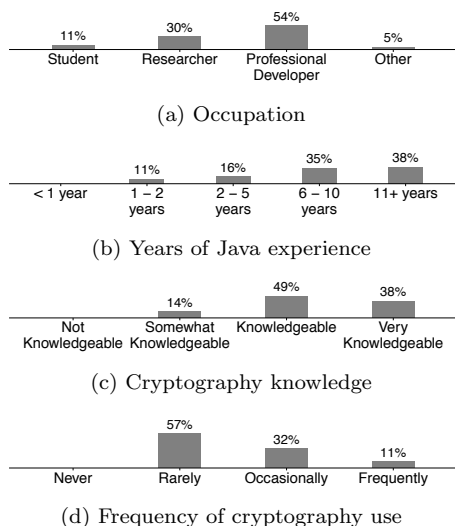 11% 30% 54% 5%
Student Researcher Professional Developer Other
(a) Occupation
11% 16% 35% 38%
< 1 year 1 – 2 years 2 – 5 years 6 – 10 years 11+ years
(b) Years of Java experience
14% 49% 38%
Not Knowledgeable Somewhat Knowledgeable Knowledgeable Very Knowledgeable
(c) Cryptography knowledge
57% 32% 11%
Never Rarely Occasionally Frequently
(d) Frequency of cryptography use